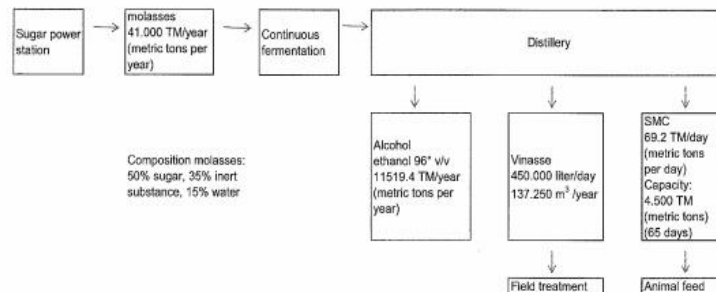 Sugar power
station
molasses
41.000 TM/year
(metric tons per
year)
Continuous
fermentation
Distillery
Composition molasses:
50% sugar, 35% inert
substance, 15% water
Alcohol
ethanol 96° v/v
11519.4 TM/year
(metric tons per
year)
Vinasse
450.000 liter/day
137.250 m³ /year
SMC
69.2 TM/day
(metric tons
per day)
Capacity:
4.500 TM
(metric tons)
(65 days)
Field treatment
Animal feed